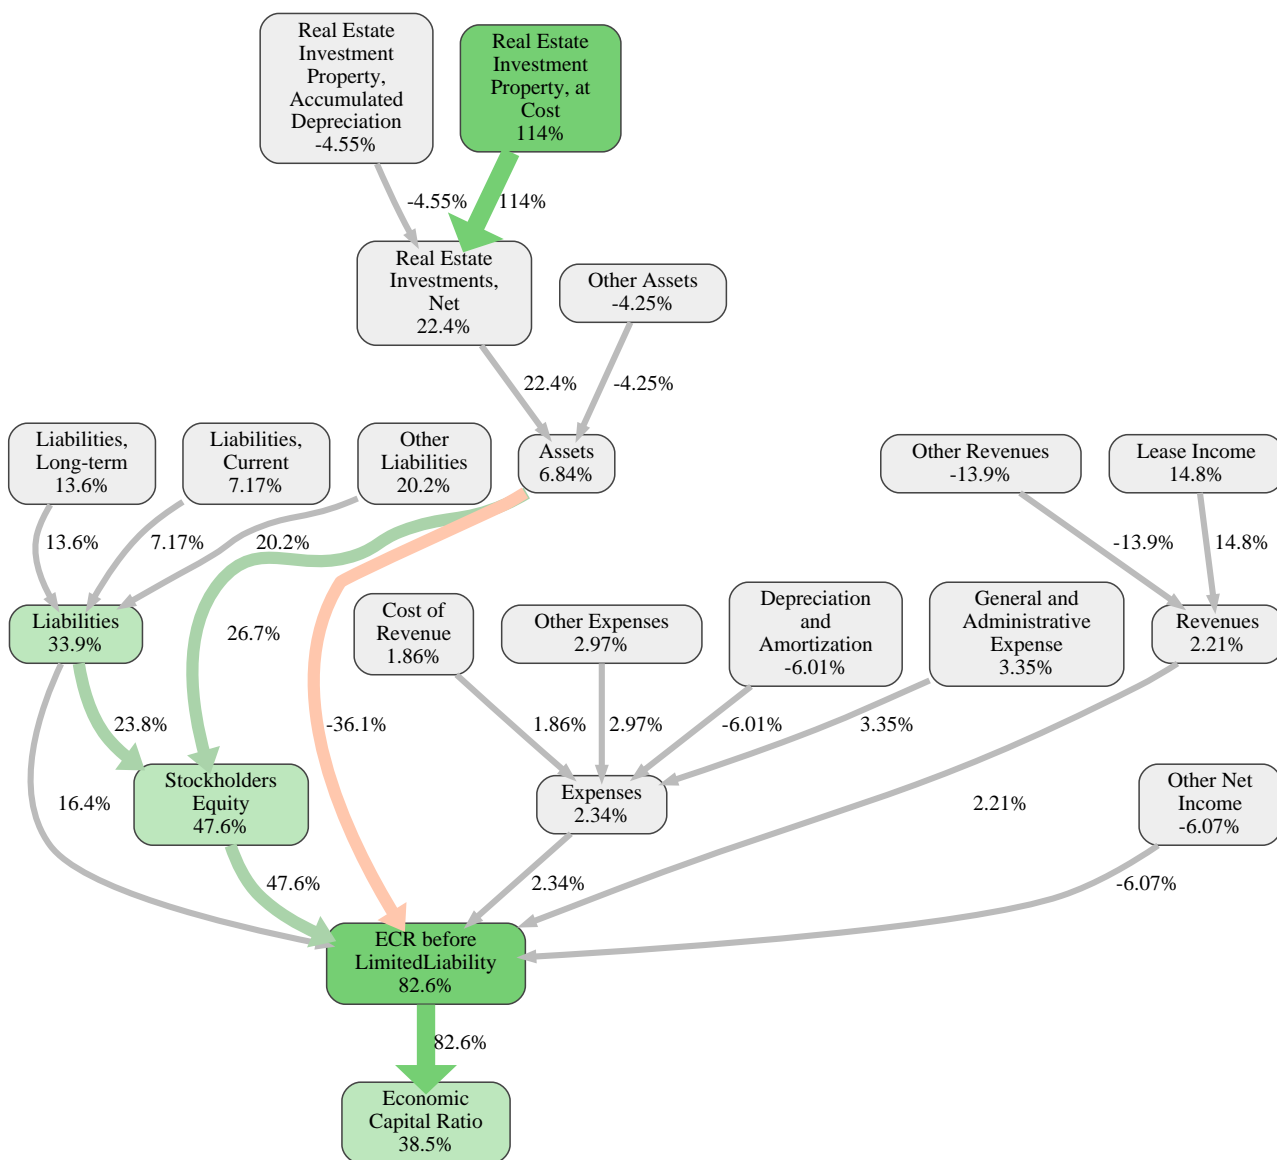 Real Estate
Investment
Property,
Accumulated
Depreciation
-4.55%
Real Estate
Investment
Property, at
Cost
114%
-4.55%
114%
Real Estate
Investments,
Net
22.4%
Other Assets
-4.25%
22.4%
-4.25%
Liabilities,
Long-term
13.6%
Liabilities,
Current
7.17%
Other
Liabilities
20.2%
Assets
6.84%
Other Revenues
-13.9%
Lease Income
14.8%
13.6%
7.17%
20.2%
-13.9%
14.8%
Liabilities
33.9%
26.7%
Cost of
Revenue
1.86%
Other Expenses
2.97%
Depreciation
and
Amortization
-6.01%
General and
Administrative
Expense
3.35%
Revenues
2.21%
23.8%
-36.1%
1.86%
2.97%
-6.01%
3.35%
Stockholders
Equity
47.6%
16.4%
Expenses
2.34%
2.21%
Other Net
Income
-6.07%
47.6%
2.34%
-6.07%
ECR before
LimitedLiability
82.6%
82.6%
Economic
Capital Ratio
38.5%